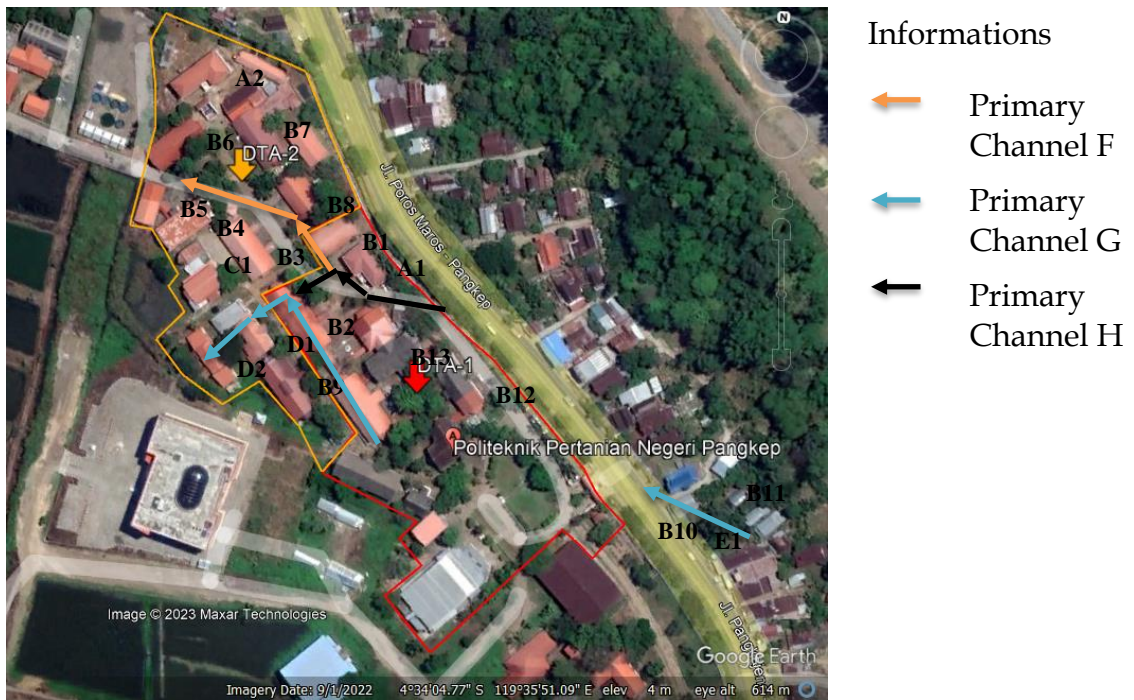 N
A2
B7
B6
DTA-2
Jl. Poros Maros - Pangkep
B8
B5
B4
B1
B3
A1
C1
B2
D1
B13
DTA-1
D2
B9
B12
Politeknik Pertanian Negeri Pangkep
B11
B10
E1
Image © 2023 Maxar Technologies
Google Earth
Imagery Date: 9/1/2022 4°34'04.77" S 119°35'51.09" E elev 4 m eye alt 614 m
Informations
Primary
Channel F
Primary
Channel G
Primary
Channel H